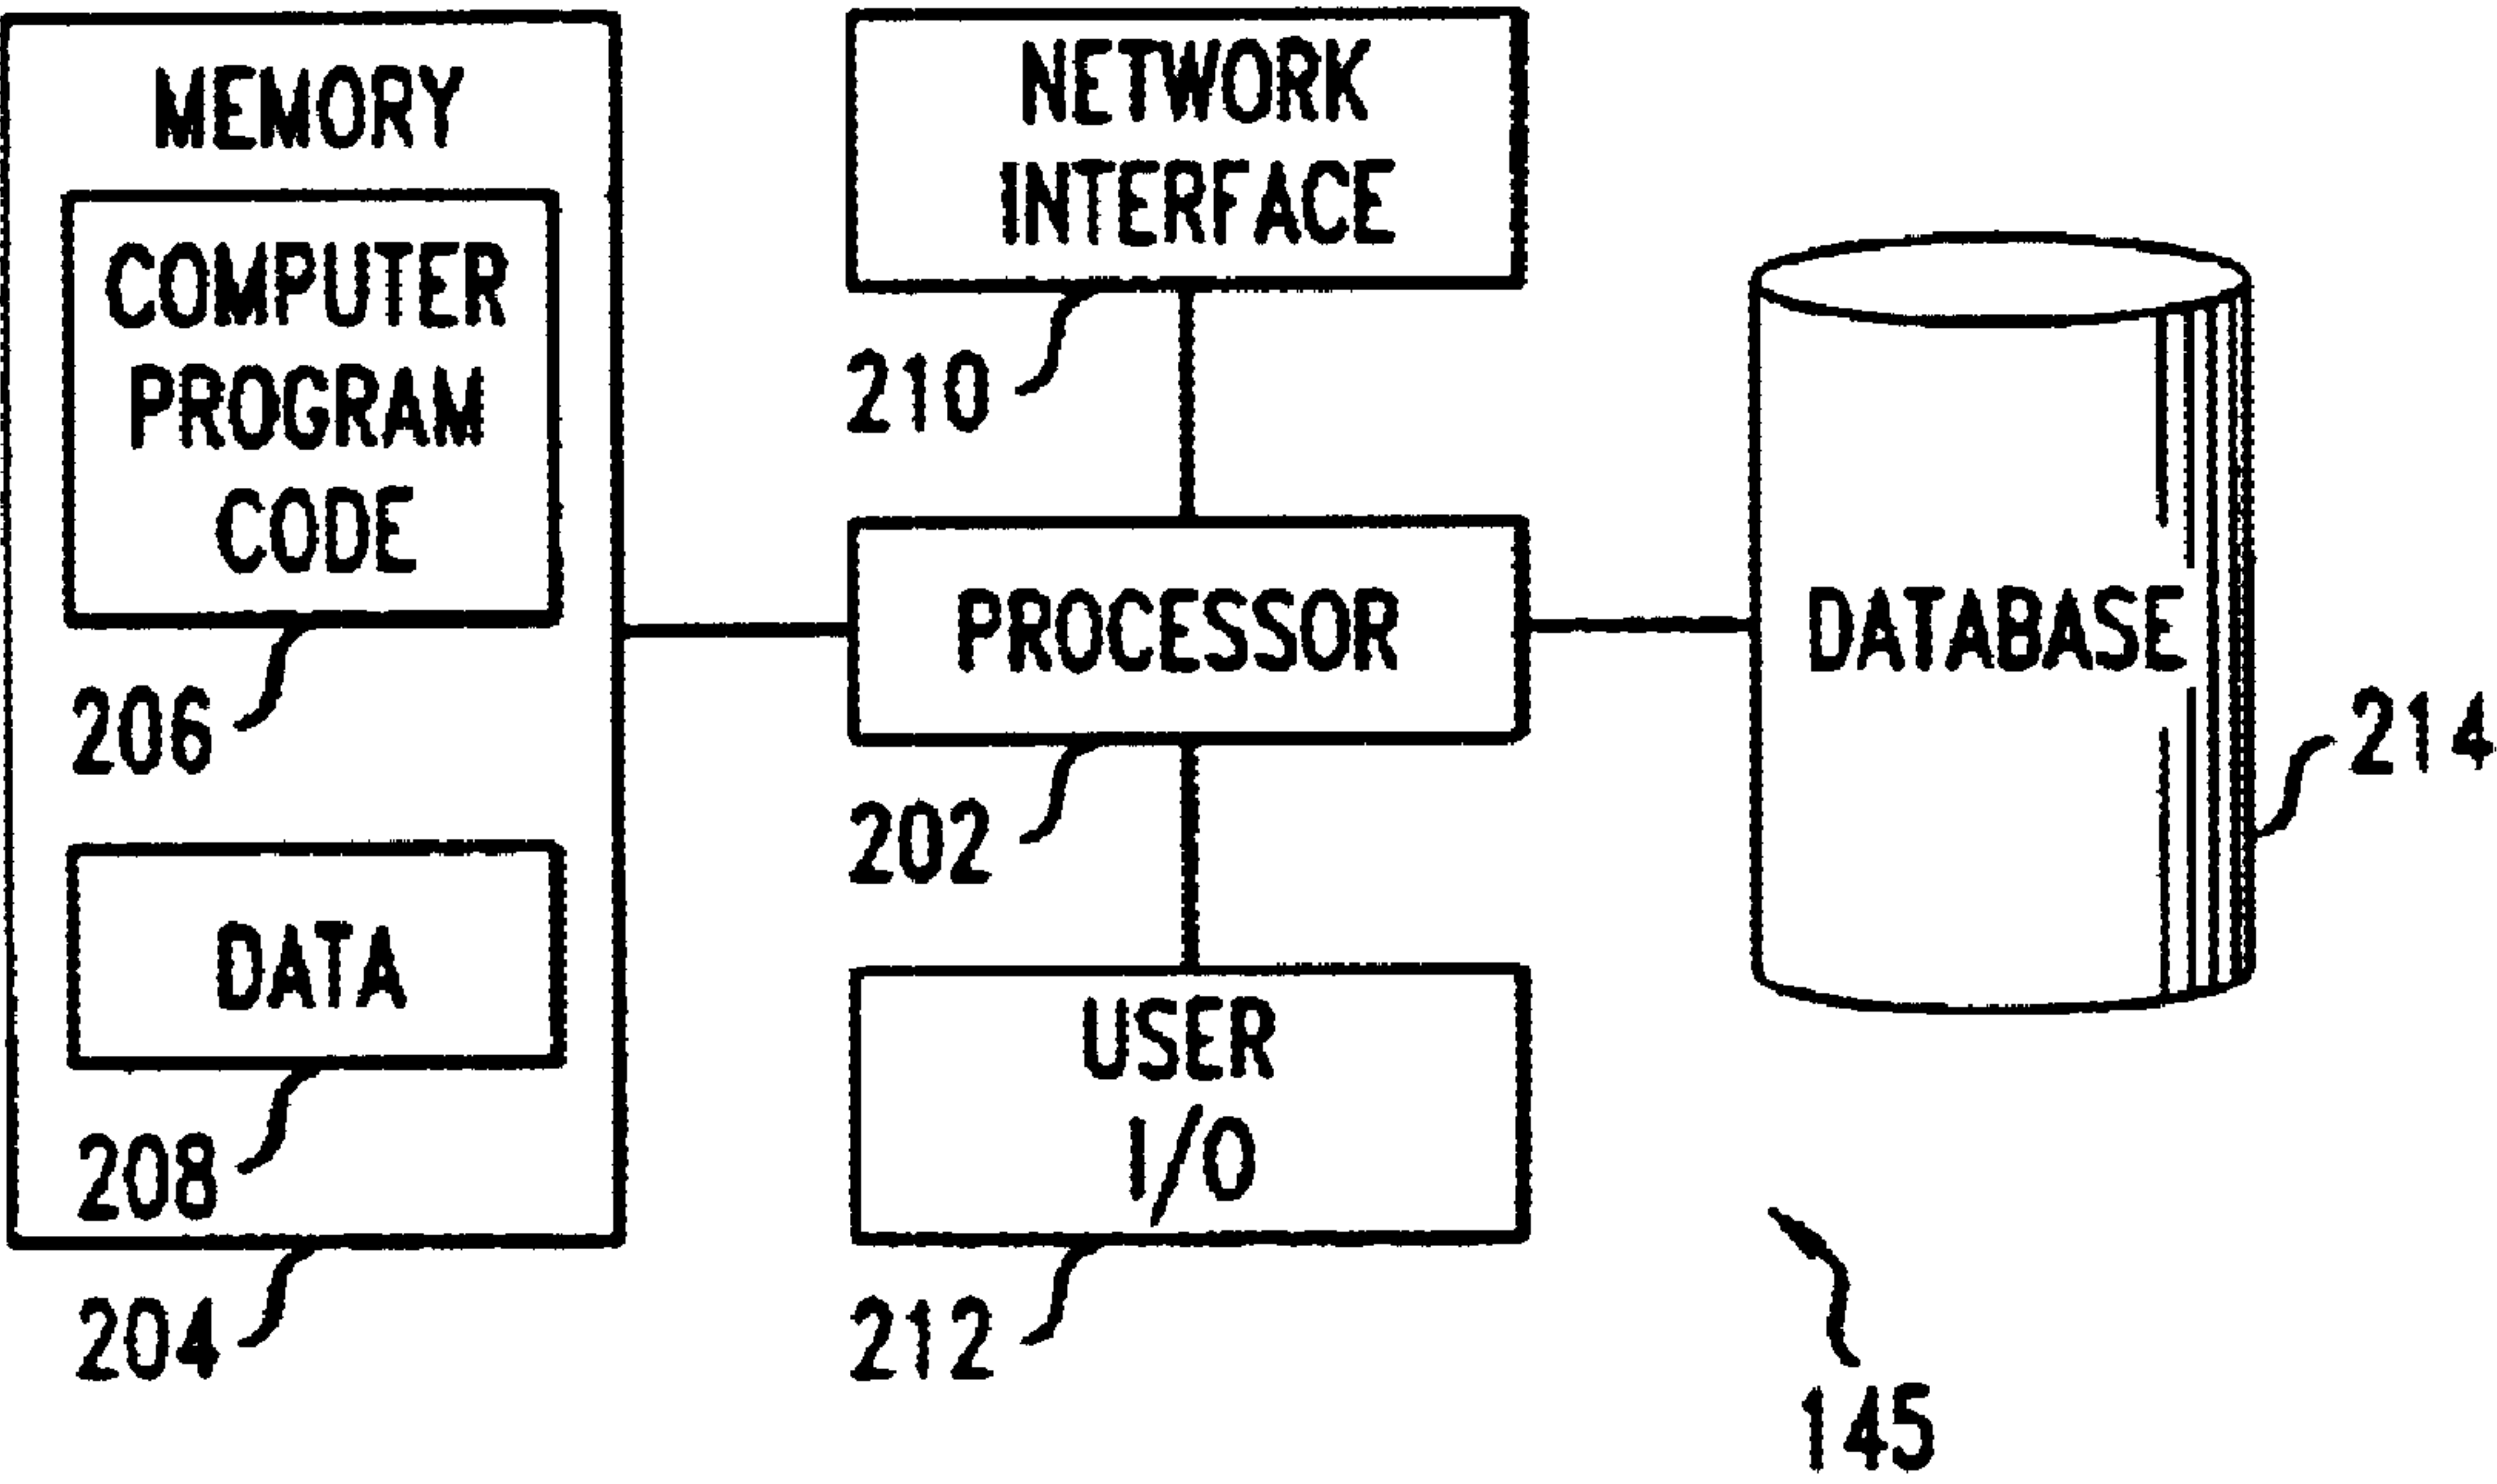 MEMORY
COMPUTER
PROGRAM
CODE
206
DATA
208
204
NETWORK
INTERFACE
210
PROCESSOR
202
USER
I/O
212
DATABASE
214
145